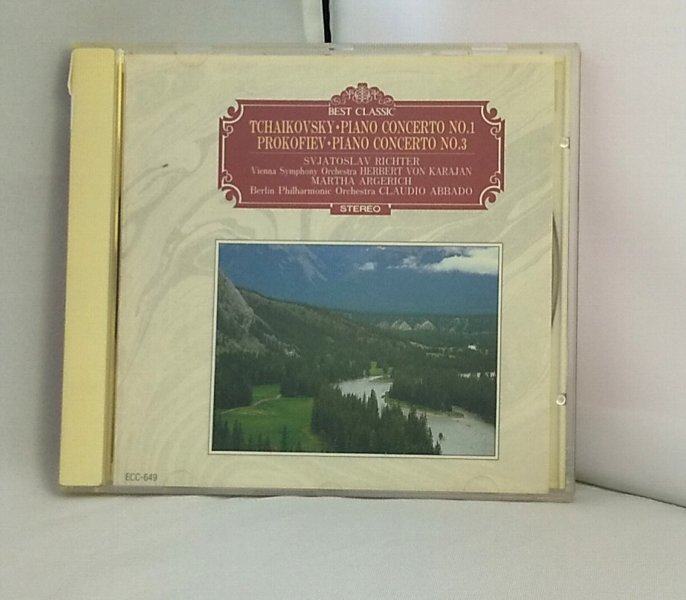 BEST CLASSIC
TCHAIKOVSKY・PIANO CONCERTO NO.1
PROKOFIEV・PIANO CONCERTO NO.3
SVJATOSLAV RICHTER
Vienna Symphony Orchestra HERBERT VON KARAJAN
MARTHA ARGERICH
Berlin Philharmonic Orchestra CLAUDIO ABBADO
STEREO
ECC-649